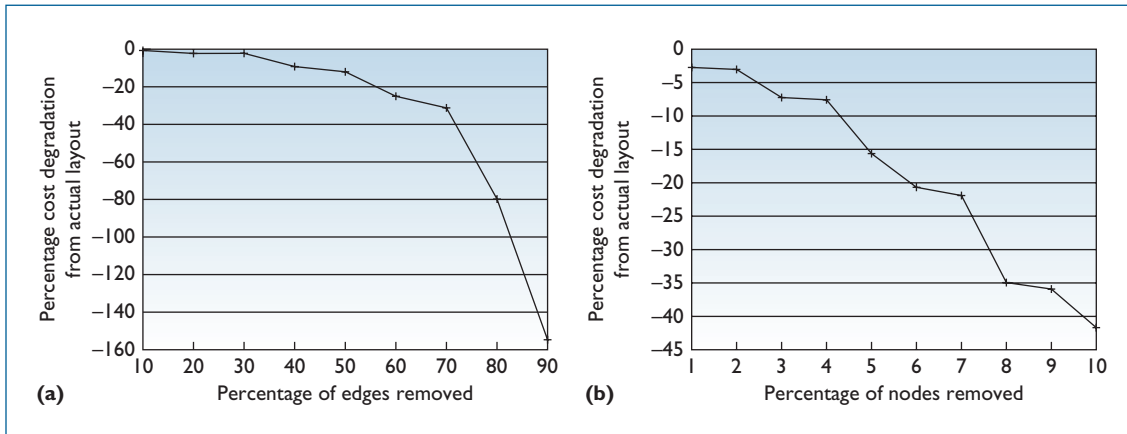 Percentage cost degradation
from actual layout
0
–20
–40
–60
–80
–100
–120
–140
–160
10 20 30 40 50 60 70 80 90
Percentage of edges removed
(a)
Percentage cost degradation
from actual layout
0
–5
–10
–15
–20
–25
–30
–35
–40
–45
1 2 3 4 5 6 7 8 9 10
Percentage of nodes removed
(b)